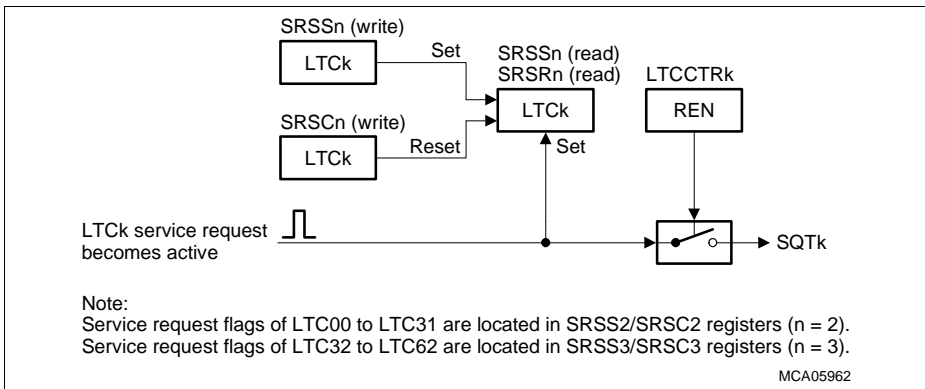 SRSSn (write)
LTCk
Set
SRSSn (read)
SRSRn (read)
LTCk
LTCCTRk
REN
SRSCn (write)
LTCk
Reset
Set
LTCk service request
becomes active
SQTk
Note:
Service request flags of LTC00 to LTC31 are located in SRSS2/SRSC2 registers (n = 2).
Service request flags of LTC32 to LTC62 are located in SRSS3/SRSC3 registers (n = 3).
MCA05962